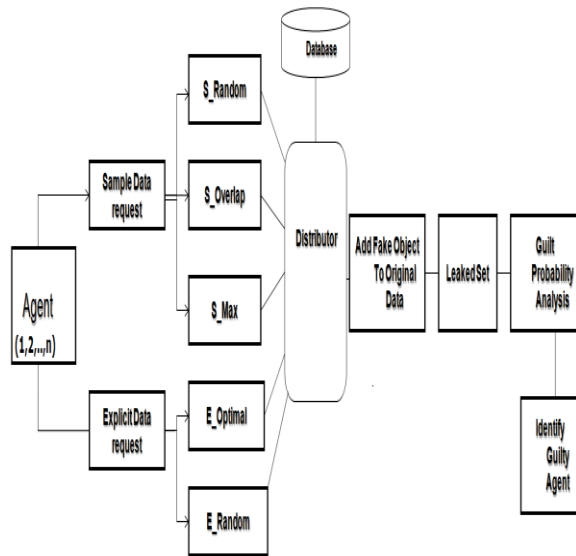 Database
S_Random
Sample Data
request
S_Overlap
Distributor
Add Fake Object
To Original
Data
Leaked Set
Guilt
Probability
Analysis
Agent
(1,2,..,n)
S_Max
Explicit Data
request
E_Optimal
Identify
Guilty
Agent
E_Random